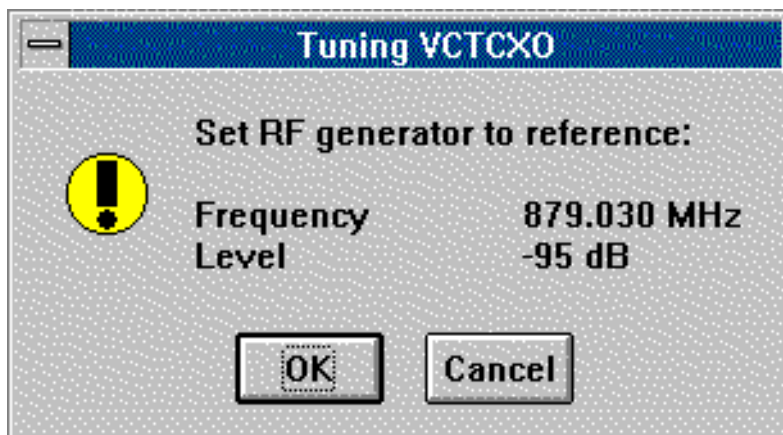 Tuning VCTCXO
Set RF generator to reference:
Frequency 879.030 MHz
Level -95 dB
OK Cancel